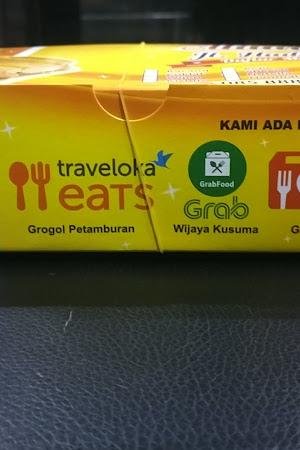 KAMI ADA
traveloka
eats
GrabFood
Grab
Grogol Petamburan
Wijaya Kusuma
G